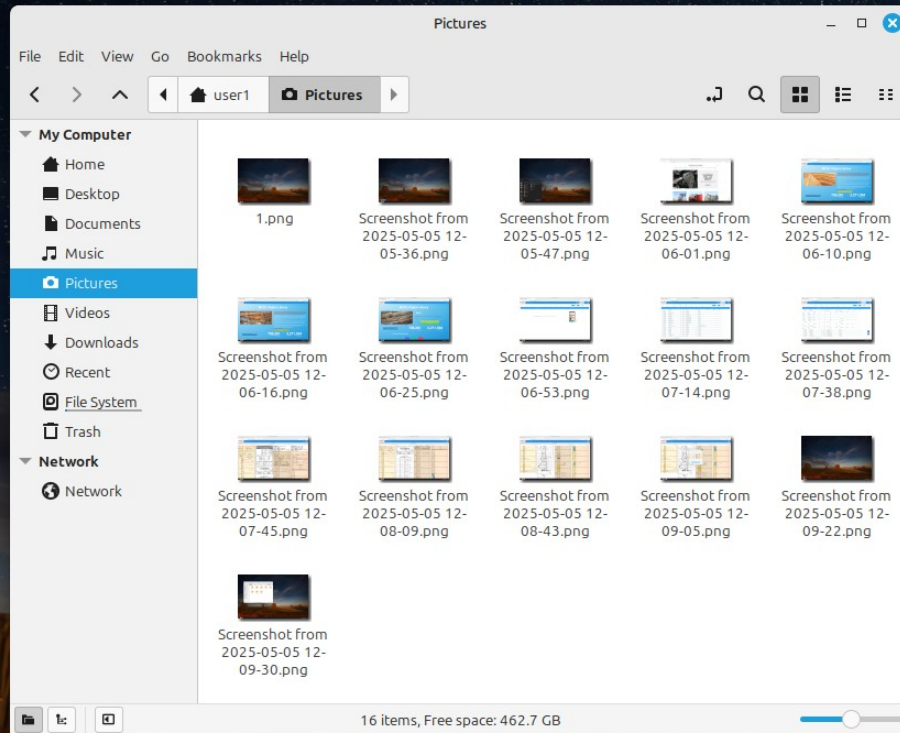 Pictures
File Edit View Go Bookmarks Help
user1 Pictures
My Computer
Home
Desktop
Documents
Music
Pictures
Videos
Downloads
Recent
File System
Trash
Network
Network
1.png
Screenshot from
2025-05-05 12-
05-36.png
Screenshot from
2025-05-05 12-
05-47.png
Screenshot from
2025-05-05 12-
06-01.png
Screenshot from
2025-05-05 12-
06-10.png
Screenshot from
2025-05-05 12-
06-16.png
Screenshot from
2025-05-05 12-
06-25.png
Screenshot from
2025-05-05 12-
06-53.png
Screenshot from
2025-05-05 12-
07-14.png
Screenshot from
2025-05-05 12-
07-38.png
Screenshot from
2025-05-05 12-
07-45.png
Screenshot from
2025-05-05 12-
08-09.png
Screenshot from
2025-05-05 12-
08-43.png
Screenshot from
2025-05-05 12-
09-05.png
Screenshot from
2025-05-05 12-
09-22.png
Screenshot from
2025-05-05 12-
09-30.png
16 items, Free space: 462.7 GB